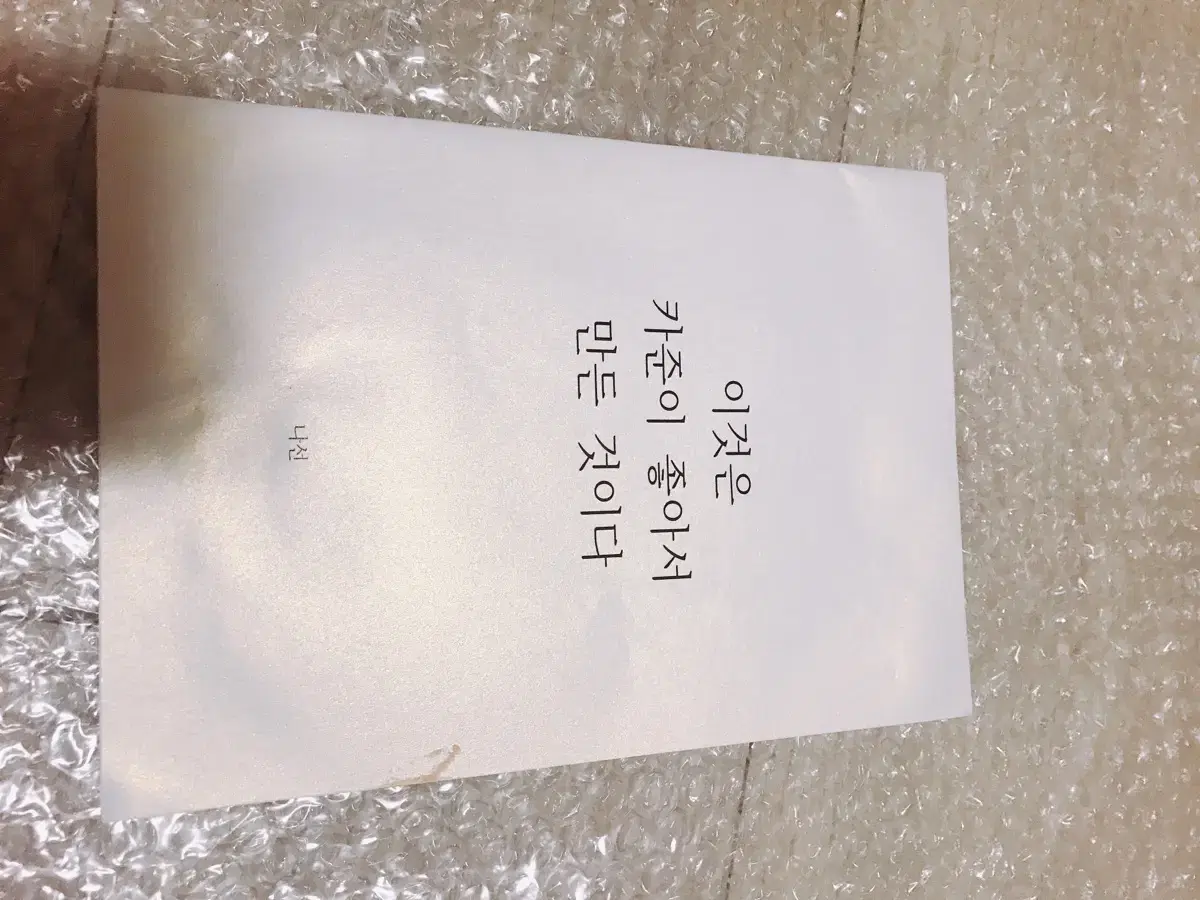 이것은
카준이 좋아서
만든 것이다
나선